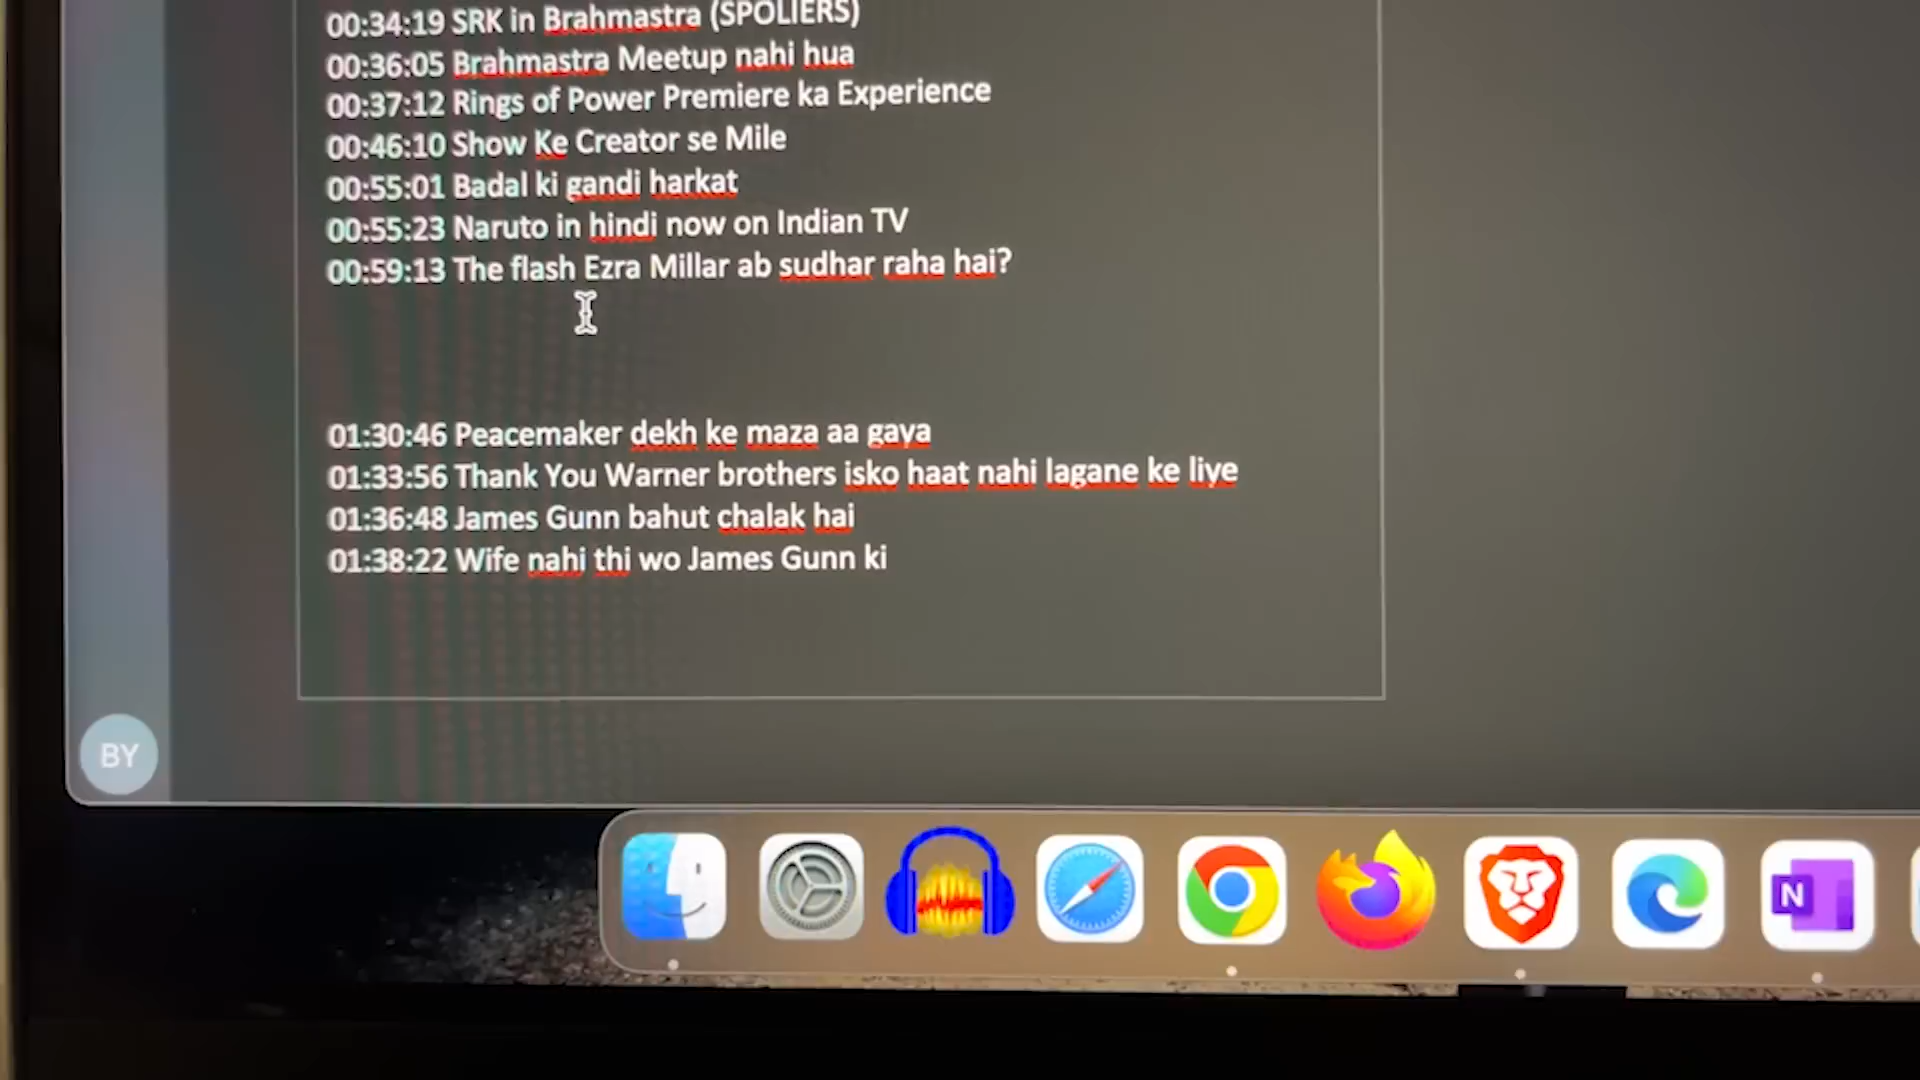 00:34:19 SRK in Brahmastra (SPOLIERS)
00:36:05 Brahmastra Meetup nahi hua
00:37:12 Rings of Power Premiere ka Experience
00:46:10 Show Ke Creator se Mile
00:55:01 Badal ki gandi harkat
00:55:23 Naruto in hindi now on Indian TV
00:59:13 The flash Ezra Millar ab sudhar raha hai?
01:30:46 Peacemaker dekh ke maza aa gaya
01:33:56 Thank You Warner brothers isko haat nahi lagane ke liye
01:36:48 James Gunn bahut chalak hai
01:38:22 Wife nahi thi wo James Gunn ki
BY
N